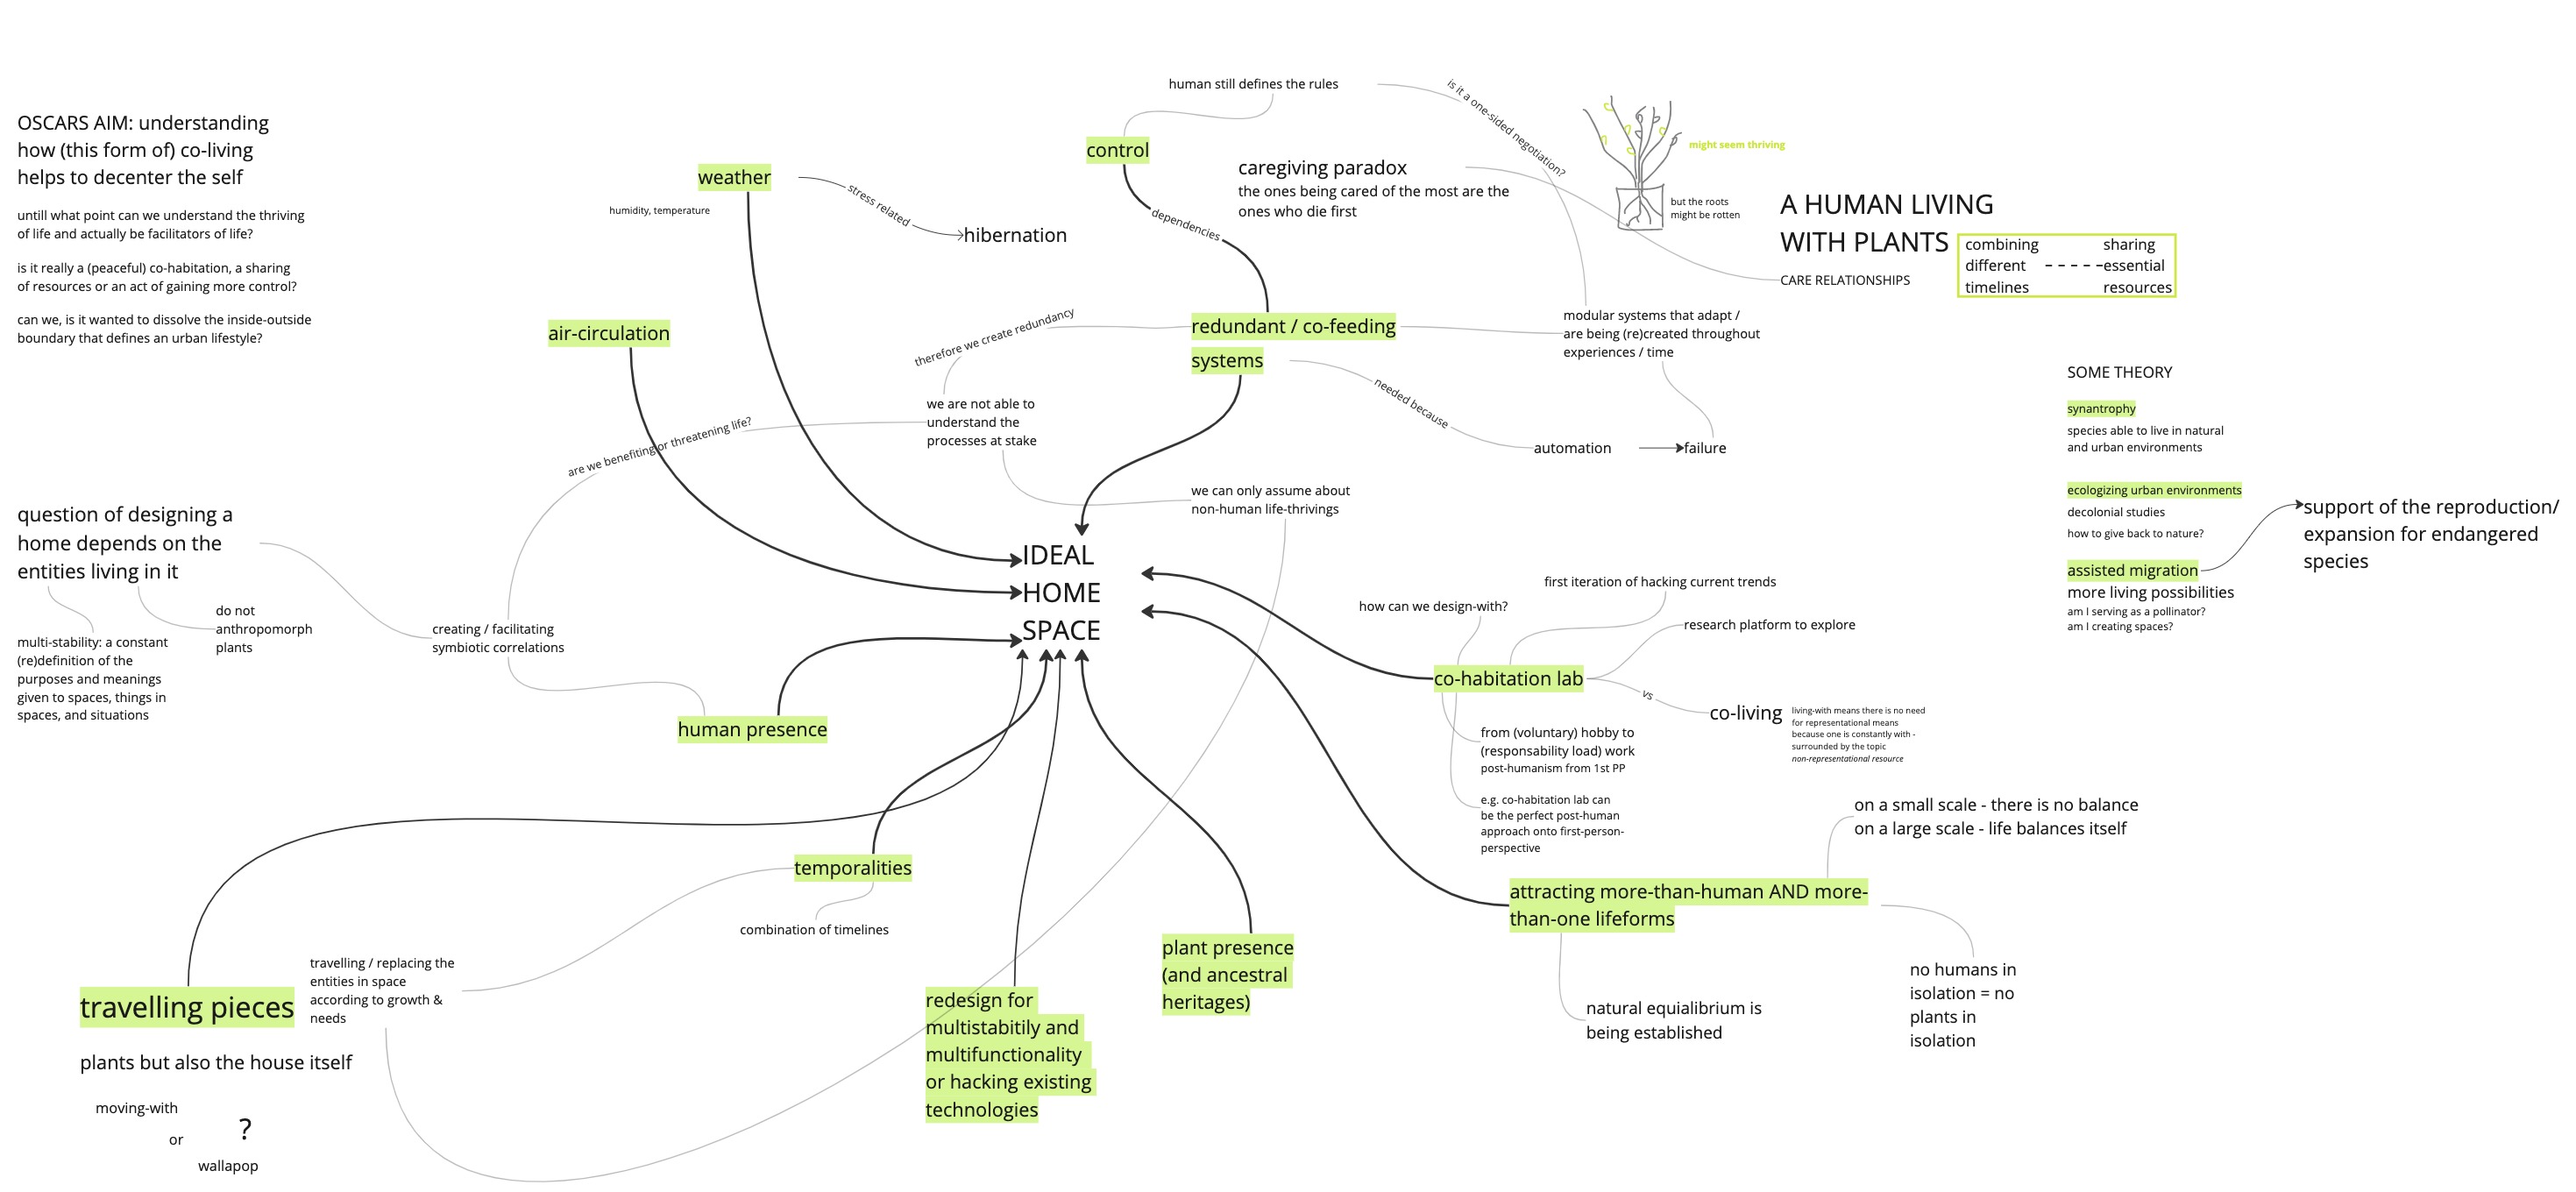 OSCARS AIM: understanding
how (this form of) co-living
helps to decenter the self
untill what point can we understand the thriving
of life and actually be facilitators of life?
is it really a (peaceful) co-habitation, a sharing
of resources or an act of gaining more control?
can we, is it wanted to dissolve the inside-outside
boundary that defines an urban lifestyle?
weather
humidity, temperature
stress related
hibernation
air-circulation
human still defines the rules
control
dependencies
is it a one-sided negotiation?
caregiving paradox
the ones being cared of the most are the
ones who die first
might seem thriving
but the roots
might be rotten
A HUMAN LIVING
WITH PLANTS
CARE RELATIONSHIPS
combining
different
timelines
sharing
essential
resources
redundant / co-feeding
systems
therefore we create redundancy
modular systems that adapt /
are being (re)created throughout
experiences / time
needed because
automation
failure
we are not able to
understand the
processes at stake
are we benefiting or threatening life?
we can only assume about
non-human life-thrivings
SOME THEORY
synantrophy
species able to live in natural
and urban environments
ecologizing urban environments
decolonial studies
how to give back to nature?
assisted migration
more living possibilities
am I serving as a pollinator?
am I creating spaces?
support of the reproduction/
expansion for endangered
species
question of designing a
home depends on the
entities living in it
do not
anthropomorph
plants
multi-stability: a constant
(re)definition of the
purposes and meanings
given to spaces, things in
spaces, and situations
creating / facilitating
symbiotic correlations
human presence
IDEAL
HOME
SPACE
first iteration of hacking current trends
how can we design-with?
research platform to explore
co-habitation lab
vs
co-living
living-with means there is no need
for representational means
because one is constantly with -
surrounded by the topic
non-representational resource
from (voluntary) hobby to
(responsability load) work
post-humanism from 1st PP
e.g. co-habitation lab can
be the perfect post-human
approach onto first-person-
perspective
on a small scale - there is no balance
on a large scale - life balances itself
attracting more-than-human AND more-
than-one lifeforms
natural equialibrium is
being established
no humans in
isolation = no
plants in
isolation
temporalities
combination of timelines
travelling / replacing the
entities in space
according to growth &
needs
travelling pieces
plants but also the house itself
moving-with
or
?
wallapop
redesign for
multistabitily and
multifunctionality
or hacking existing
technologies
plant presence
(and ancestral
heritages)